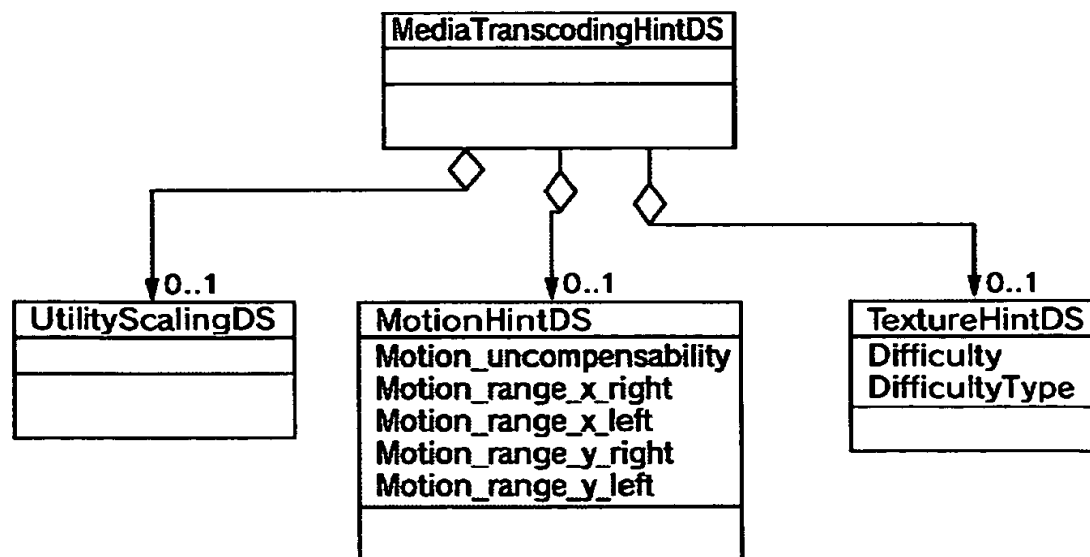 MediaTranscodingHintDS
0..1
0..1
0..1
UtilityScalingDS
MotionHintDS
Motion_uncompensability
Motion_range_x_right
Motion_range_x_left
Motion_range_y_right
Motion_range_y_left
TextureHintDS
Difficulty
DifficultyType